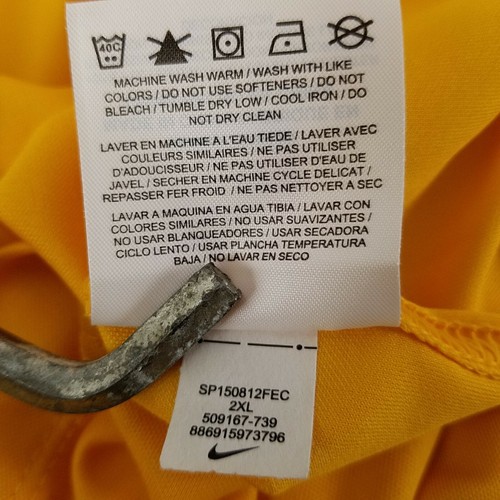 40C
MACHINE WASH WARM / WASH WITH LIKE
COLORS / DO NOT USE SOFTENERS / DO NOT
BLEACH / TUMBLE DRY LOW / COOL IRON / DO
NOT DRY CLEAN
LAVER EN MACHINE A L'EAU TIEDE / LAVER AVEC
COULEURS SIMILAIRES / NE PAS UTILISER
D'ADOUCISSEUR / NE PAS UTILISER D'EAU DE
JAVEL / SECHER EN MACHINE CYCLE DELICAT /
REPASSER FER FROID / NE PAS NETTOYER A SEC
LAVAR A MAQUINA EN AGUA TIBIA / LAVAR CON
COLORES SIMILARES / NO USAR SUAVIZANTES /
NO USAR BLANQUEADORES / USAR SECADORA
CICLO LENTO / USAR PLANCHA TEMPERATURA
BAJA / NO LAVAR EN SECO
SP150812FEC
2XL
509167-739
886915973796